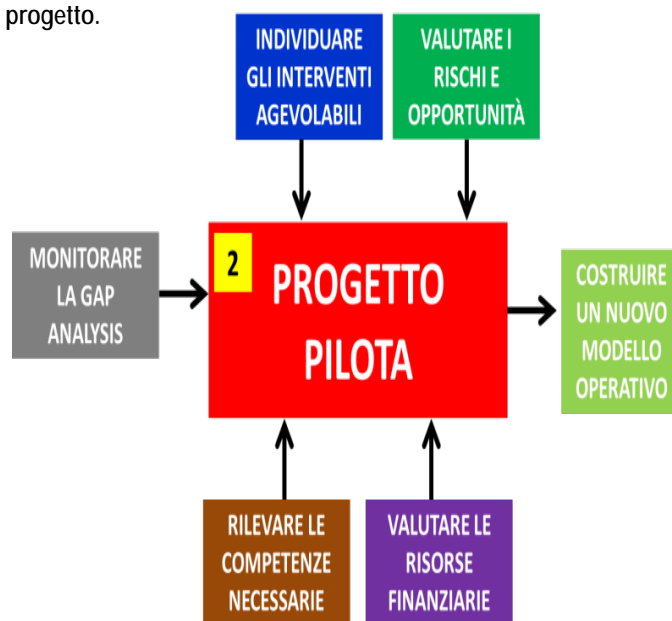 progetto.
INDIVIDUARE
GLI INTERVENTI
AGEVOLABILI
VALUTARE I
RISCHI E
OPPORTUNITÀ
MONITORARE
LA GAP
ANALYSIS
2
PROGETTO
PILOTA
COSTRUIRE
UN NUOVO
MODELLO
OPERATIVO
RILEVARE LE
COMPETENZE
NECESSARIE
VALUTARE LE
RISORSE
FINANZIARIE